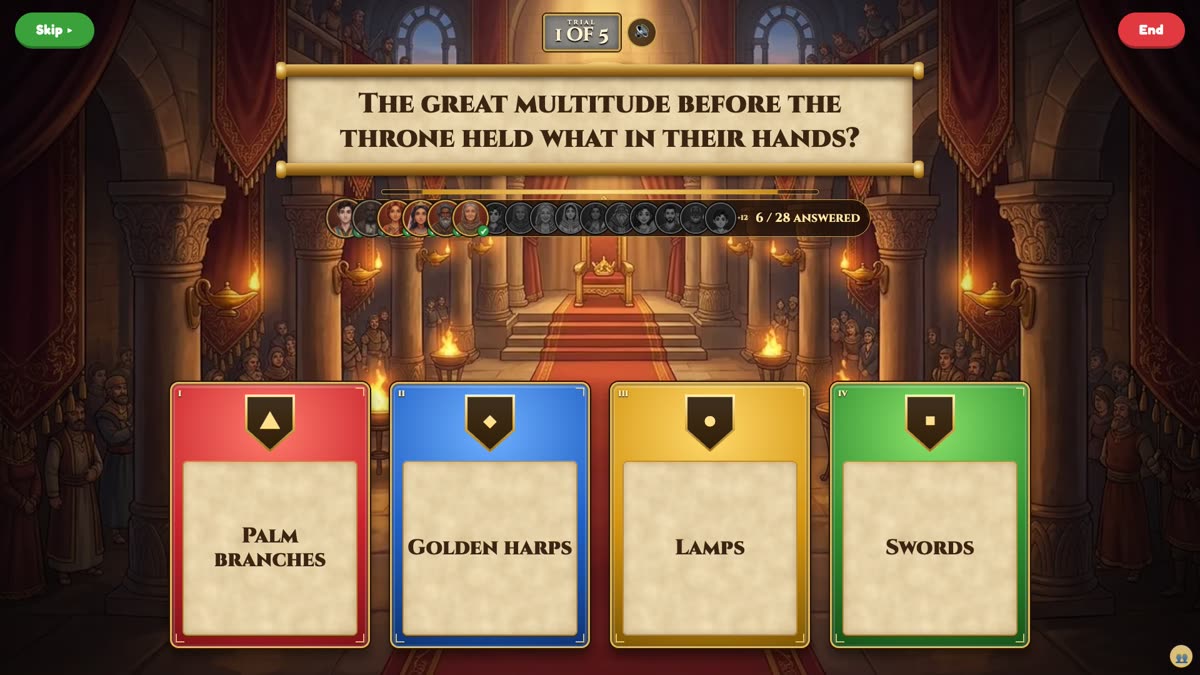 Skip ▸
TRIAL
1 OF 5
End
THE GREAT MULTITUDE BEFORE THE
THRONE HELD WHAT IN THEIR HANDS?
+12 6 / 28 ANSWERED
I
II
III
IV
PALM
BRANCHES
GOLDEN HARPS
LAMPS
SWORDS